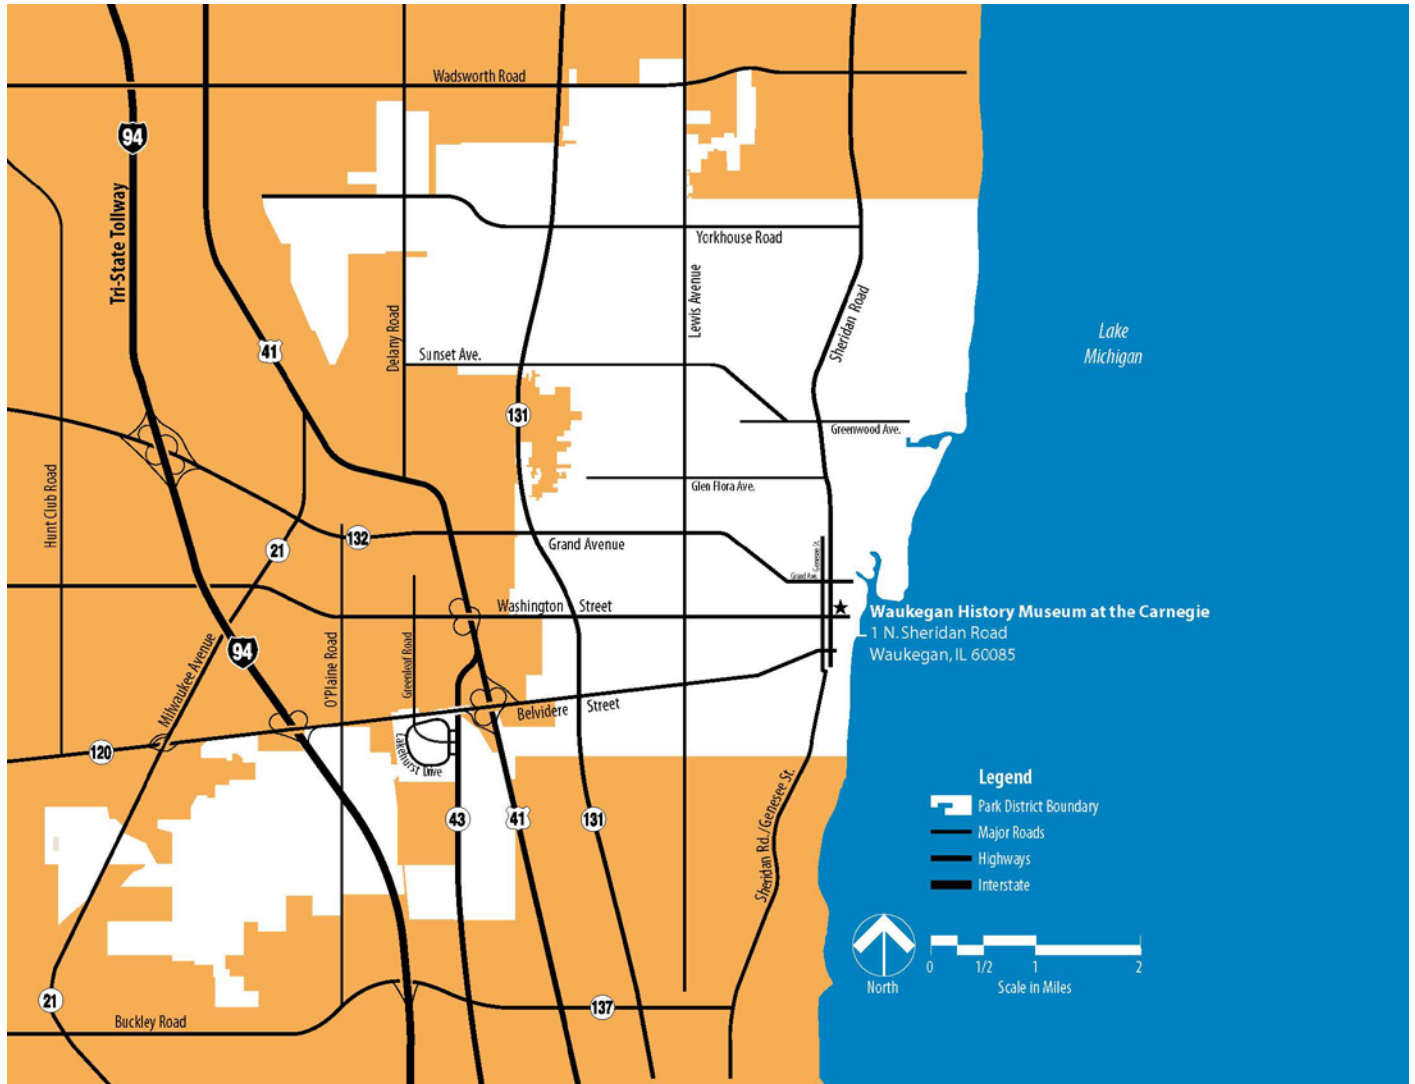 Wadsworth Road
94
Tri-State Tollway
Yorkhouse Road
Lewis Avenue
Sheridan Road
Lake
Michigan
41
Delany Road
Sunset Ave.
131
Greenwood Ave.
Hunt Club Road
Glen Flora Ave.
21
132
Grand Avenue
Genesee St.
Grand Ave.
Washington Street
Waukegan History Museum at the Carnegie
1 N. Sheridan Road
Waukegan, IL 60085
94
Milwaukee Avenue
O'Plaine Road
Greenleaf Road
Belvidere Street
120
Lakehurst Drive
43
41
131
Sheridan Rd./Genesee St.
Legend
Park District Boundary
Major Roads
Highways
Interstate
0 1/2 1 2
North
Scale in Miles
21
137
Buckley Road